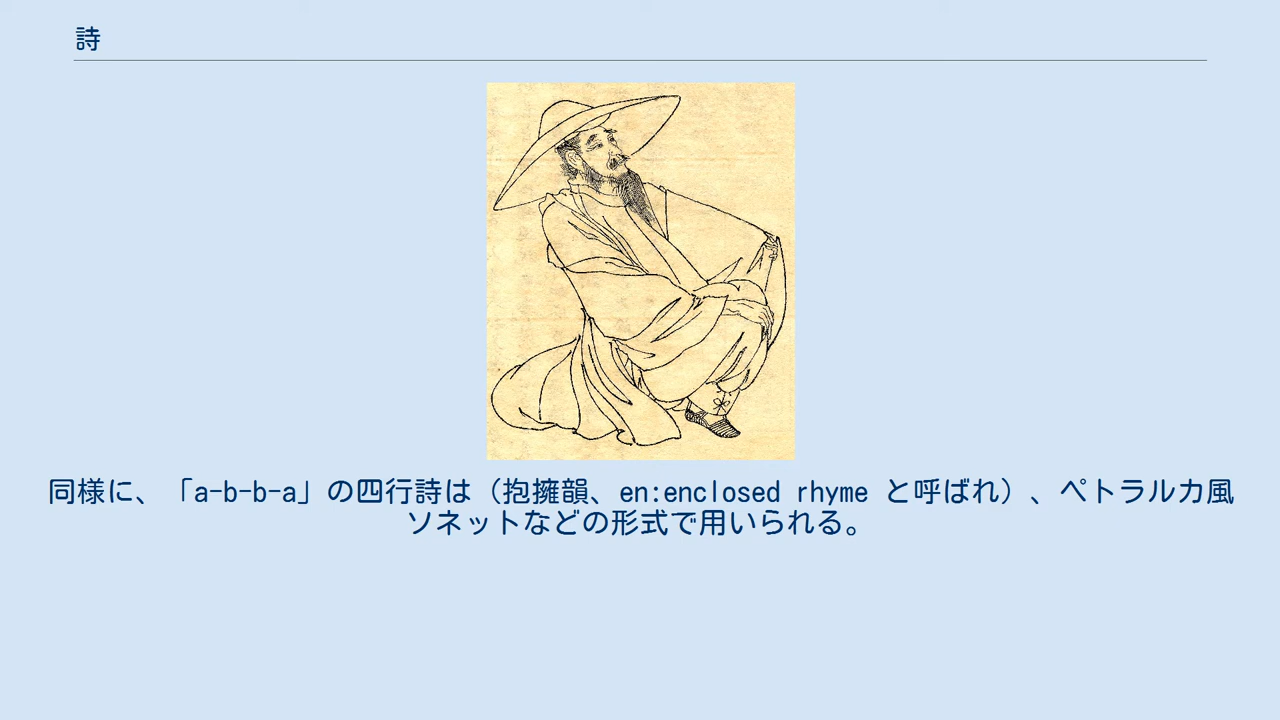 詩
同様に、「a-b-b-a」の四行詩は（抱擁韻、en:enclosed rhyme と呼ばれ）、ペトラルカ風
ソネットなどの形式で用いられる。